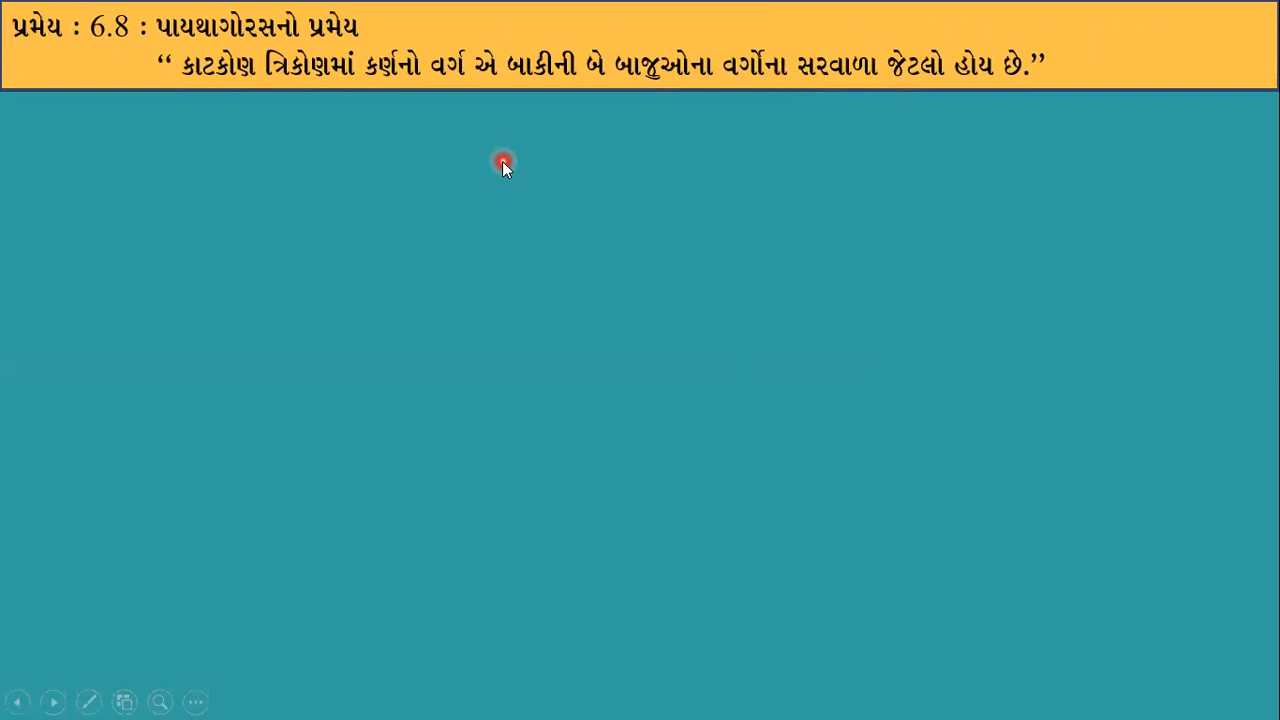 પ્રમેય : 6.8 : પાયથાગોરસનો પ્રમેય
“ કાટકોણ ત્રિકોણમાં કર્ણનો વર્ગ એ બાકીની બે બાજુઓના વર્ગોના સરવાળા જેટલો હોય છે.”